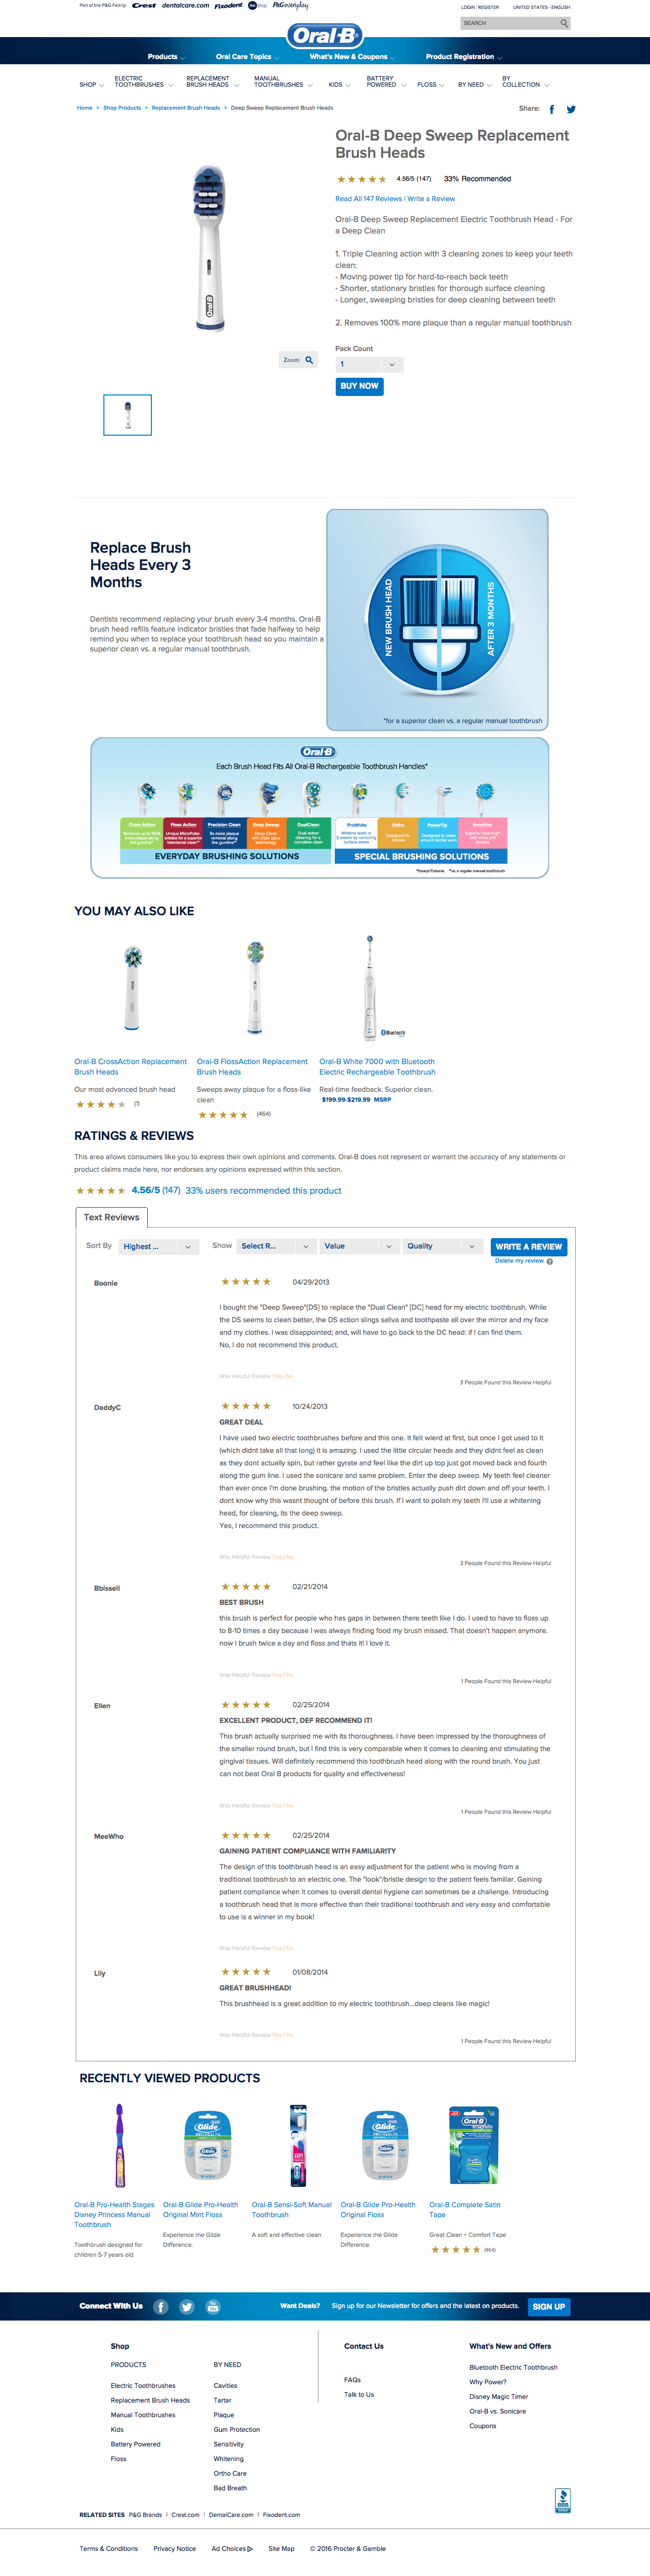 Part of the P&G Family: Crest dentalcare.com Fixodent P&G everyday
LOGIN | REGISTER UNITED STATES - ENGLISH
SEARCH
Oral-B
Products Oral Care Topics What's New & Coupons Product Registration
SHOP ELECTRIC TOOTHBRUSHES REPLACEMENT BRUSH HEADS MANUAL TOOTHBRUSHES KIDS BATTERY POWERED FLOSS BY NEED BY COLLECTION
Home > Shop Products > Replacement Brush Heads > Deep Sweep Replacement Brush Heads
Share:
Oral-B Deep Sweep Replacement
Brush Heads
4.56/5 (147) 33% Recommended
Read All 147 Reviews | Write a Review
Oral-B Deep Sweep Replacement Electric Toothbrush Head - For
a Deep Clean
1. Triple Cleaning action with 3 cleaning zones to keep your teeth
clean:
- Moving power tip for hard-to-reach back teeth
- Shorter, stationary bristles for thorough surface cleaning
- Longer, sweeping bristles for deep cleaning between teeth
2. Removes 100% more plaque than a regular manual toothbrush
Zoom
Pack Count
1
BUY NOW
Replace Brush
Heads Every 3
Months
Dentists recommend replacing your brush every 3-4 months. Oral-B
brush head refills feature indicator bristles that fade halfway to help
remind you when to replace your toothbrush head so you maintain a
superior clean vs. a regular manual toothbrush.
NEW BRUSH HEAD
AFTER 3 MONTHS
*for a superior clean vs. a regular manual toothbrush
Oral-B
Each Brush Head Fits All Oral-B Rechargeable Toothbrush Handles*
Cross Action Floss Action Precision Clean Deep Sweep DualClean ProWhite Ortho PowerTip Sensitive
EVERYDAY BRUSHING SOLUTIONS SPECIAL BRUSHING SOLUTIONS
YOU MAY ALSO LIKE
Bluetooth
Oral-B CrossAction Replacement
Brush Heads
Our most advanced brush head
(1)
Oral-B FlossAction Replacement
Brush Heads
Sweeps away plaque for a floss-like
clean
(464)
Oral-B White 7000 with Bluetooth
Electric Rechargeable Toothbrush
Real-time feedback. Superior clean.
$199.99-$219.99 MSRP
RATINGS & REVIEWS
This area allows consumers like you to express their own opinions and comments. Oral-B does not represent or warrant the accuracy of any statements or
product claims made here, nor endorses any opinions expressed within this section.
4.56/5 (147) 33% users recommended this product
Text Reviews
Sort By Highest ... Show Select R... Value Quality WRITE A REVIEW
Delete my review
Boonie 04/29/2013
I bought the "Deep Sweep"[DS] to replace the "Dual Clean" [DC] head for my electric toothbrush. While
the DS seems to clean better, the DS action slings saliva and toothpaste all over the mirror and my face
and my clothes. I was disappointed; and, will have to go back to the DC head: if I can find them.
No, I do not recommend this product.
Was Helpful Review Yes | No
3 People Found this Review Helpful
DaddyC 10/24/2013
GREAT DEAL
I have used two electric toothbrushes before and this one. It felt wierd at first, but once I got used to it
(which didnt take all that long) it is amazing. I used the little circular heads and they didnt feel as clean
as they dont actually spin, but rather gyrate and feel like the dirt up top just got moved back and fourth
along the gum line. I used the sonicare and same problem. Enter the deep sweep. My teeth feel cleaner
than ever once I'm done brushing. the motion of the bristles actually push dirt down and off your teeth. I
dont know why this wasnt thought of before this brush. If I want to polish my teeth I'll use a whitening
head, for cleaning, its the deep sweep.
Yes, I recommend this product.
Was Helpful Review Yes | No
3 People Found this Review Helpful
Bbissell 02/21/2014
BEST BRUSH
this brush is perfect for people who has gaps in between there teeth like I do. I used to have to floss up
to 8-10 times a day because I was always finding food my brush missed. That doesn't happen anymore.
now I brush twice a day and floss and thats it! I love it.
Was Helpful Review Yes | No
1 People Found this Review Helpful
Ellen 02/25/2014
EXCELLENT PRODUCT, DEF RECOMMEND IT!
This brush actually surprised me with its thoroughness. I have been impressed by the thoroughness of
the smaller round brush, but I find this is very comparable when it comes to cleaning and stimulating the
gingival tissues. Will definitely recommend this toothbrush head along with the round brush. You just
can not beat Oral B products for quality and effectiveness!
Was Helpful Review Yes | No
1 People Found this Review Helpful
MeeWho 02/25/2014
GAINING PATIENT COMPLIANCE WITH FAMILIARITY
The design of this toothbrush head is an easy adjustment for the patient who is moving from a
traditional toothbrush to an electric one. The "look"/bristle design to the patient feels familiar. Gaining
patient compliance when it comes to overall dental hygiene can sometimes be a challenge. Introducing
a toothbrush head that is more effective than their traditional toothbrush and very easy and comfortable
to use is a winner in my book!
Was Helpful Review Yes | No
Lily 01/08/2014
GREAT BRUSHHEAD!
This brushhead is a great addition to my electric toothbrush...deep cleans like magic!
Was Helpful Review Yes | No
1 People Found this Review Helpful
RECENTLY VIEWED PRODUCTS
Glide
Glide
Oral-B
Oral-B Pro-Health Stages
Disney Princess Manual
Toothbrush
Toothbrush designed for
children 5-7 years old
Oral-B Glide Pro-Health
Original Mint Floss
Experience the Glide
Difference.
Oral-B Sensi-Soft Manual
Toothbrush
A soft and effective clean
Oral-B Glide Pro-Health
Original Floss
Experience the Glide
Difference.
Oral-B Complete Satin
Tape
Great Clean + Comfort Tape
(464)
Connect With Us Want Deals? Sign up for our Newsletter for offers and the latest on products. SIGN UP
Shop
PRODUCTS
Electric Toothbrushes
Replacement Brush Heads
Manual Toothbrushes
Kids
Battery Powered
Floss
BY NEED
Cavities
Tartar
Plaque
Gum Protection
Sensitivity
Whitening
Ortho Care
Bad Breath
Contact Us
FAQs
Talk to Us
What's New and Offers
Bluetooth Electric Toothbrush
Why Power?
Disney Magic Timer
Oral-B vs. Sonicare
Coupons
BBB
RELATED SITES P&G Brands | Crest.com | DentalCare.com | Fixodent.com
Terms & Conditions Privacy Notice Ad Choices Site Map © 2016 Procter & Gamble